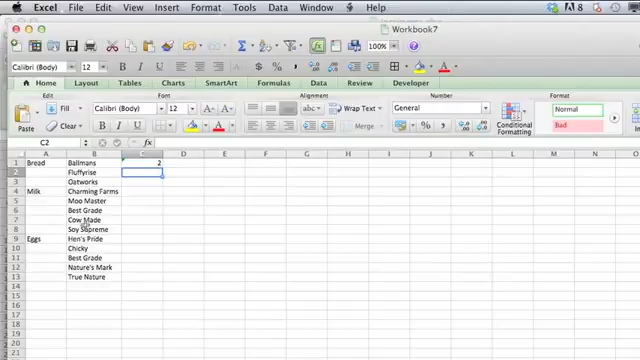 Excel File Edit View Insert Format Tools Data Window Help
8
Workbook7
100%
Calibri (Body) 12
Home Layout Tables Charts SmartArt Formulas Data Review Developer
Edit Font Alignment Number Format
Paste Fill Calibri (Body) 12 abc Wrap Text General Conditional Formatting Normal
Clear Merge Bad
C2 fx
A B C D E F G H I J K L M N O
1 Bread Ballmans 2
2 Fluffyrise
3 Oatworks
4 Milk Charming Farms
5 Moo Master
6 Best Grade
7 Cow Made
8 Soy Supreme
9 Eggs Hen's Pride
10 Chicky
11 Best Grade
12 Nature's Mark
13 True Nature
14
15
16
17
18
19
20
21